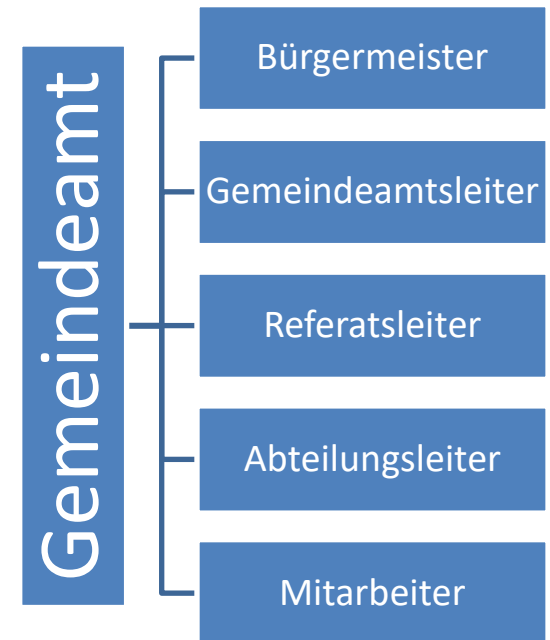 Gemeindeamt
Bürgermeister
Gemeindeamtsleiter
Referatsleiter
Abteilungsleiter
Mitarbeiter